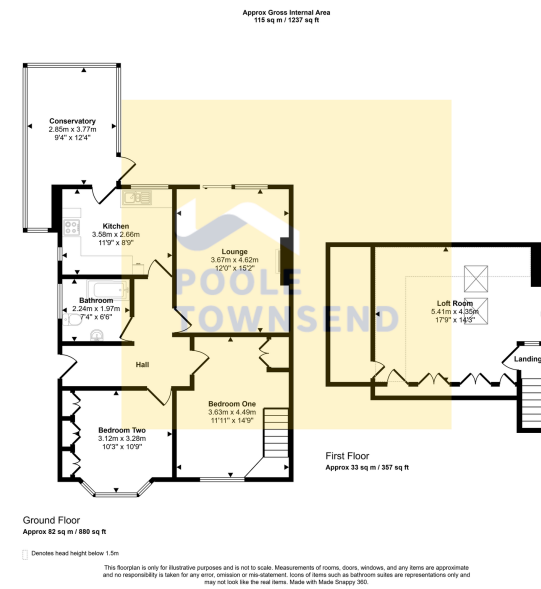 Approx Gross Internal Area
115 sq m / 1237 sq ft
Conservatory
2.85m x 3.77m
9'4" x 12'4"
Kitchen
3.58m x 2.66m
11'9" x 8'9"
Lounge
3.67m x 4.62m
12'0" x 15'2"
POOLE
TOWNSEND
Bathroom
2.24m x 1.97m
7'4" x 6'6"
Loft Room
5.41m x 4.35m
17'9" x 14'3"
Landing
Hall
Bedroom One
3.63m x 4.49m
11'11" x 14'9"
Bedroom Two
3.12m x 3.28m
10'3" x 10'9"
First Floor
Approx 33 sq m / 357 sq ft
Ground Floor
Approx 82 sq m / 880 sq ft
Denotes head height below 1.5m
This floorplan is only for illustrative purposes and is not to scale. Measurements of rooms, doors, windows, and any items are approximate
and no responsibility is taken for any error, omission or mis-statement. Icons of items such as bathroom suites are representations only and
may not look like the real items. Made with Made Snappy 360.